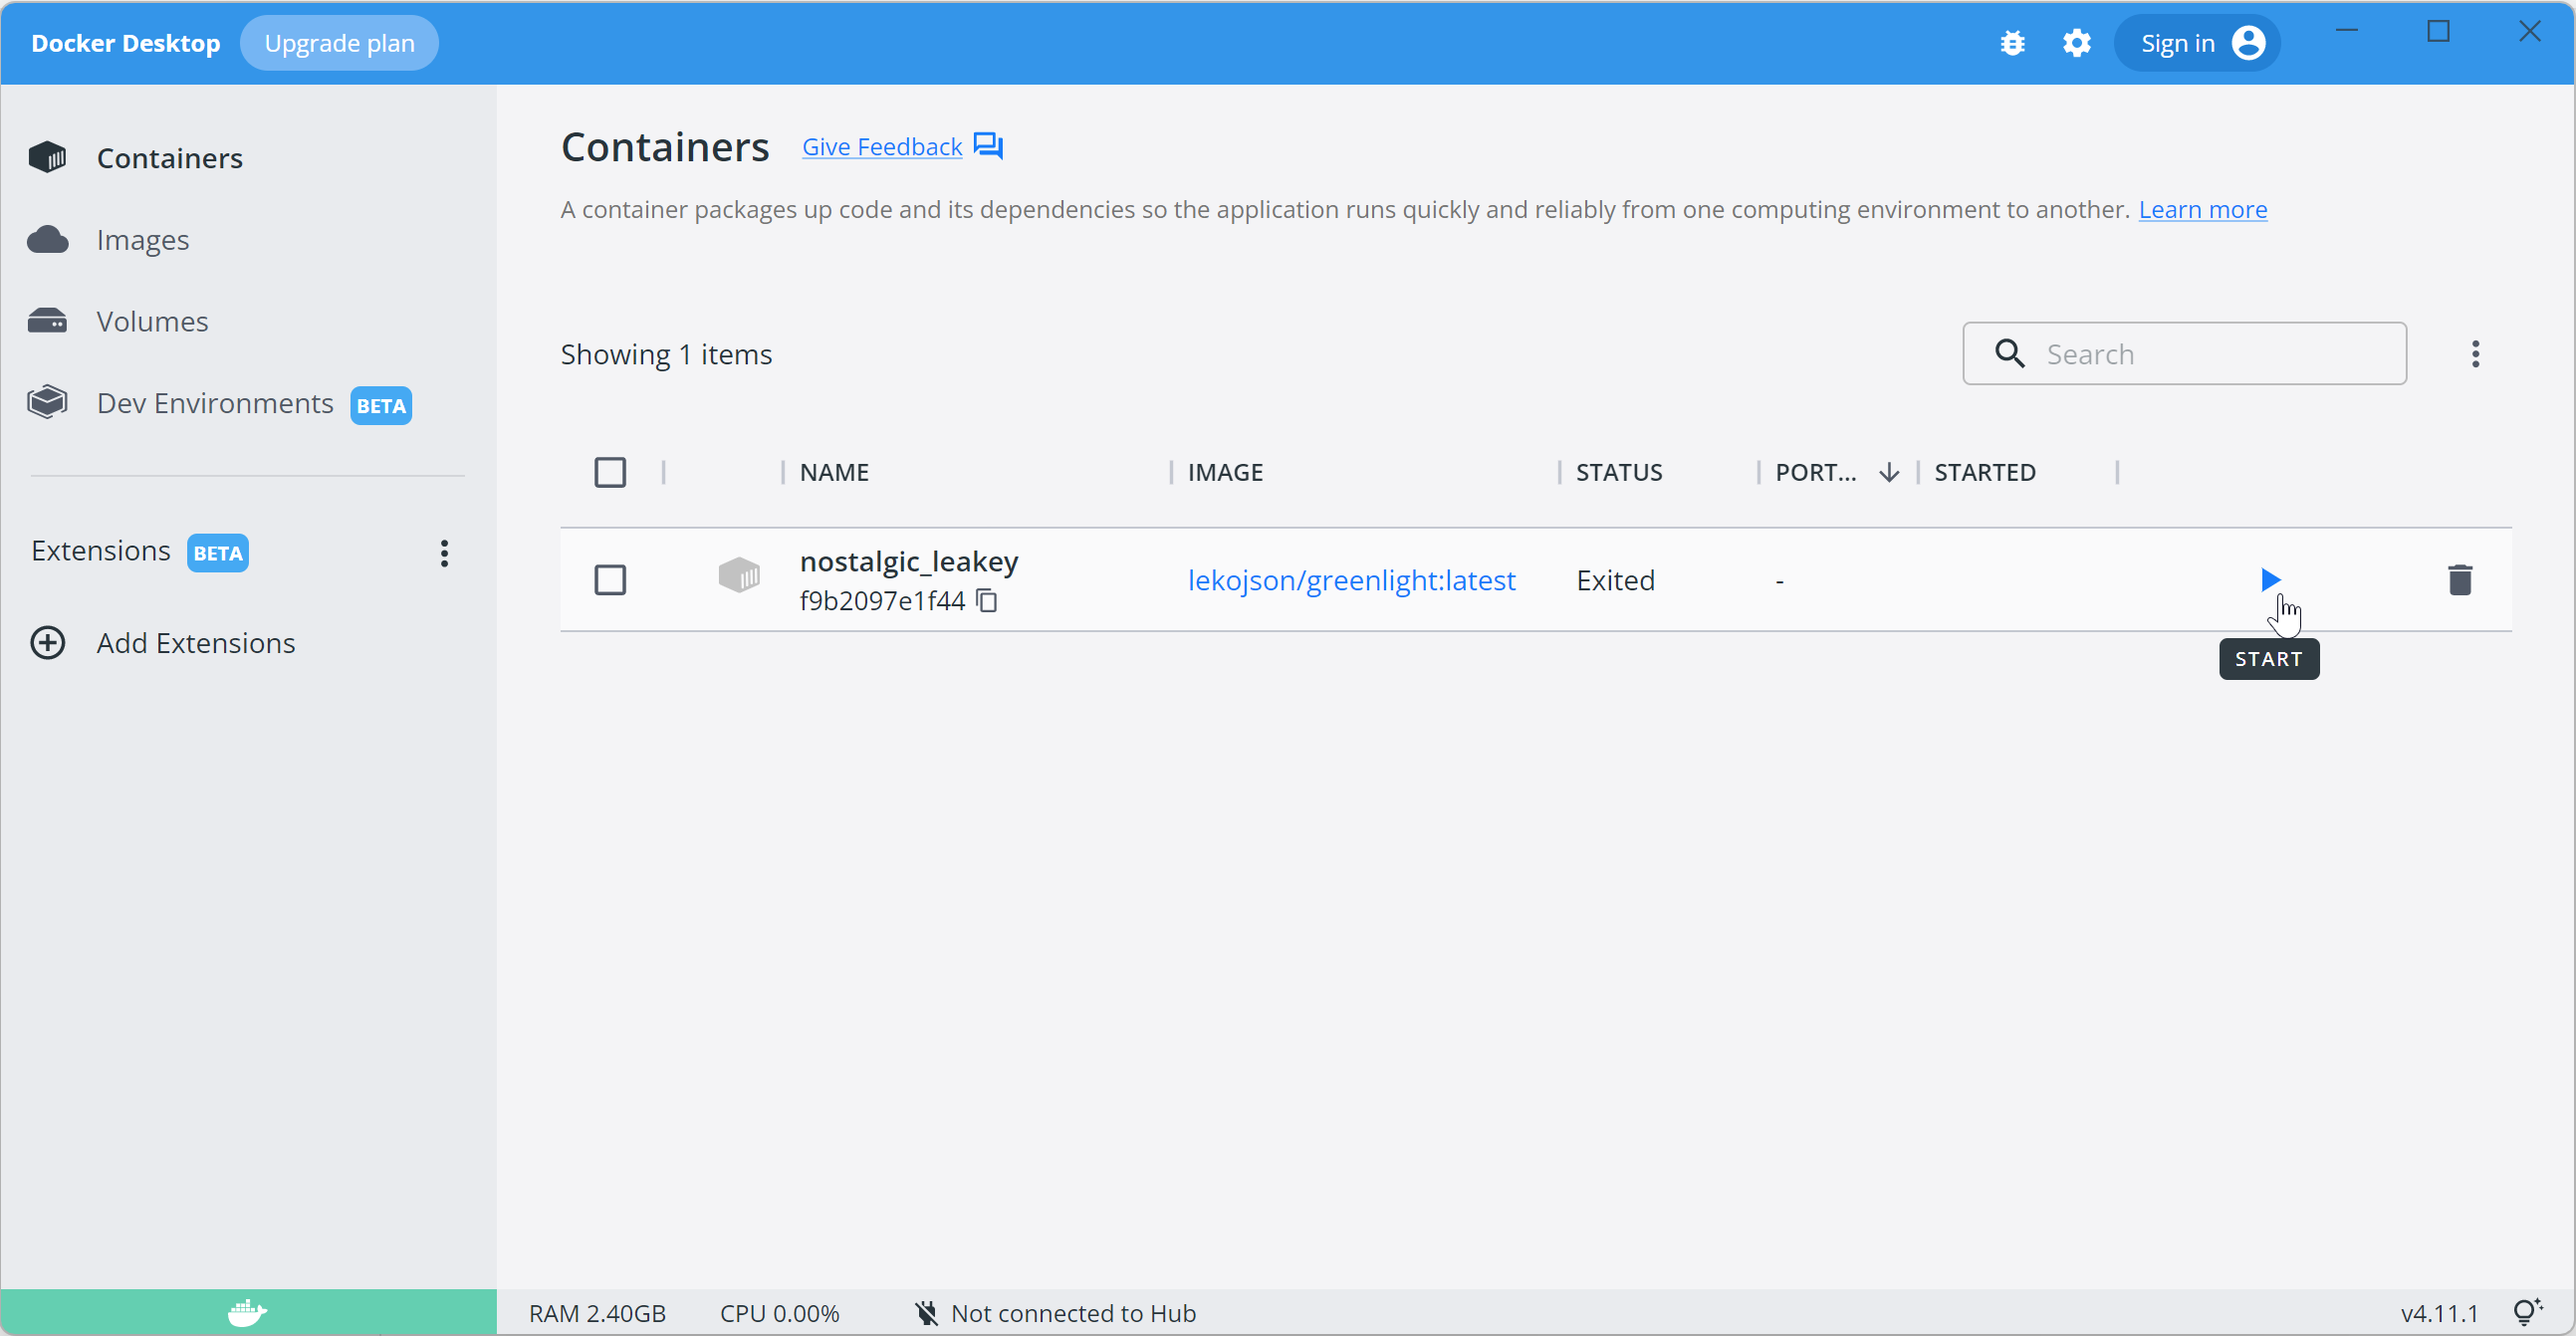 Docker Desktop Upgrade plan Sign in
Containers
Images
Volumes
Dev Environments BETA
Extensions BETA
Add Extensions
Containers Give Feedback
A container packages up code and its dependencies so the application runs quickly and reliably from one computing environment to another. Learn more
Showing 1 items Search
NAME IMAGE STATUS PORT... STARTED
nostalgic_leakey lekojson/greenlight:latest Exited -
f9b2097e1f44
START
RAM 2.40GB CPU 0.00% Not connected to Hub v4.11.1